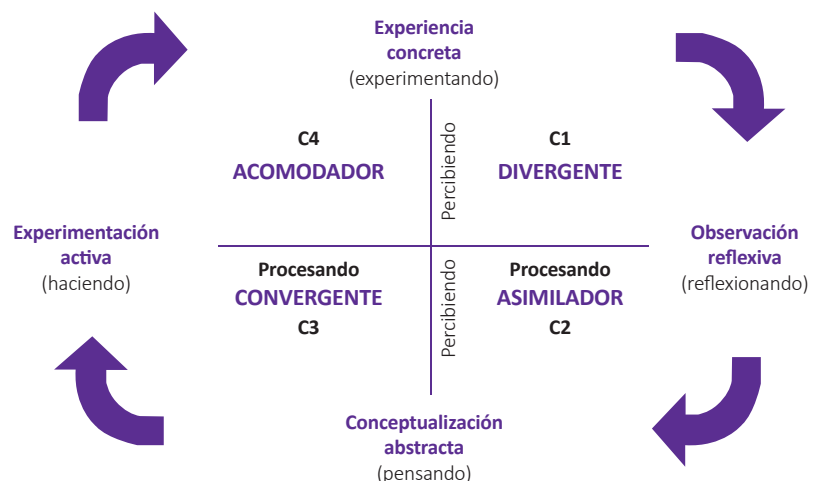 Experiencia
concreta
(experimentando)
C4
ACOMODADOR
Percibiendo
C1
DIVERGENTE
Experimentación
activa
(haciendo)
Observación
reflexiva
(reflexionando)
Procesando
CONVERGENTE
C3
Percibiendo
Procesando
ASIMILADOR
C2
Conceptualización
abstracta
(pensando)